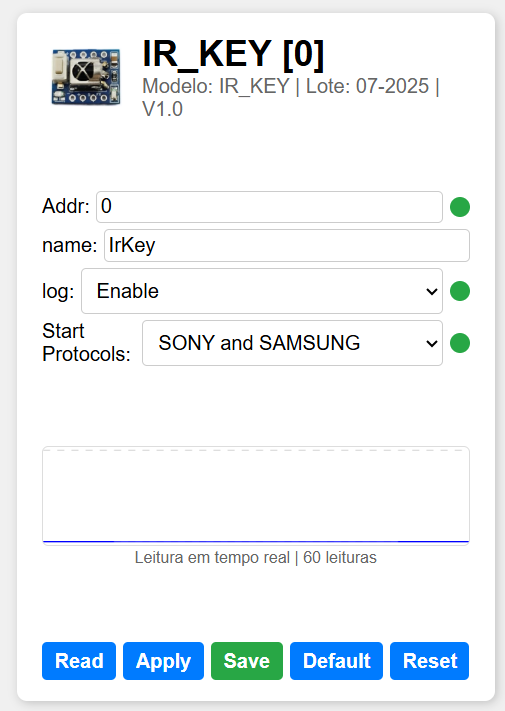 IR_KEY [0]
Modelo: IR_KEY | Lote: 07-2025 |
V1.0
Addr: 0
name: IrKey
log: Enable
Start
Protocols: SONY and SAMSUNG
Leitura em tempo real | 60 leituras
Read Apply Save Default Reset